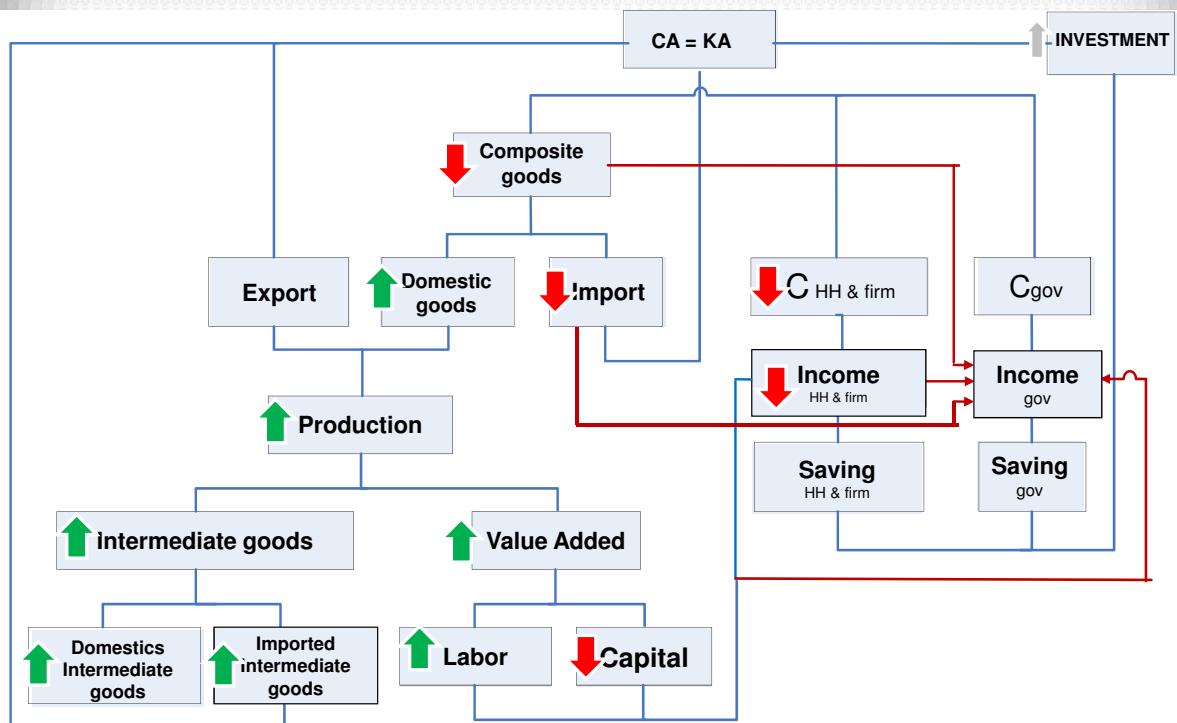 CA = KA
INVESTMENT
Composite
goods
Export
Domestic
goods
Import
C HH & firm
Cgov
Income
HH & firm
Income
gov
Production
Saving
HH & firm
Saving
gov
Intermediate goods
Value Added
Domestics
Intermediate
goods
Imported
Intermediate
goods
Labor
Capital